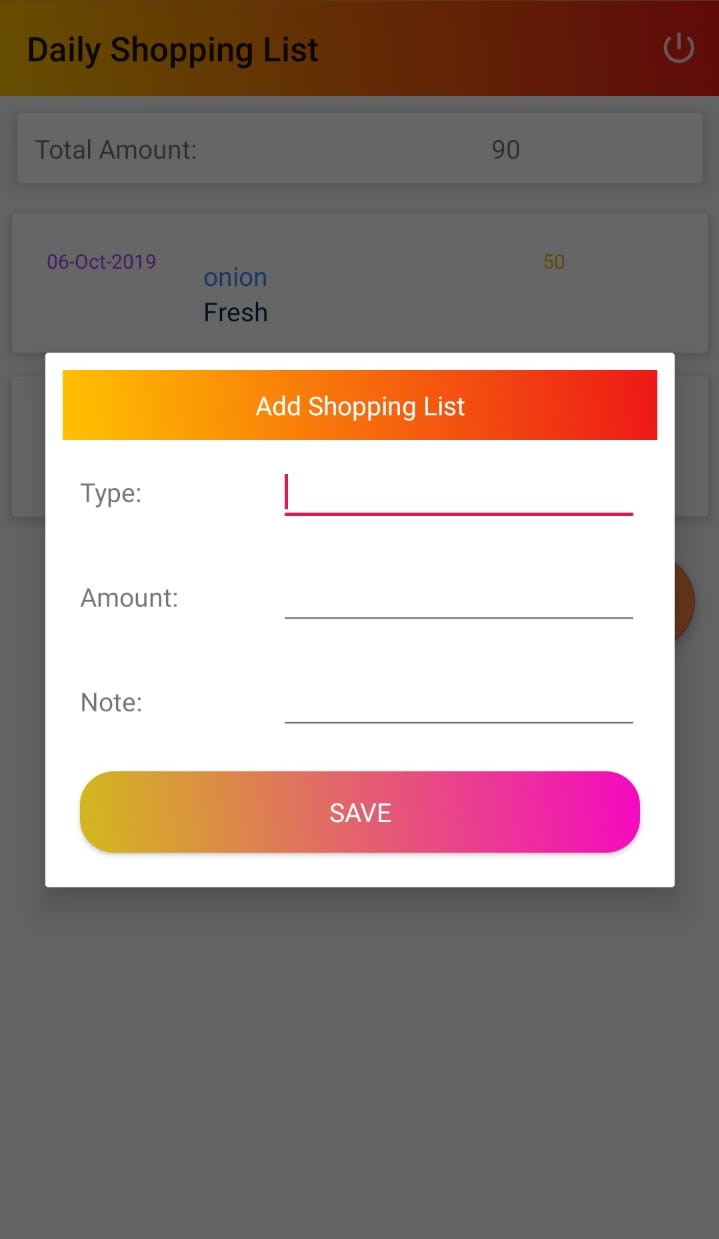 Daily Shopping List
Total Amount: 90
06-Oct-2019 50
onion
Fresh
Add Shopping List
Type:
Amount:
Note:
SAVE